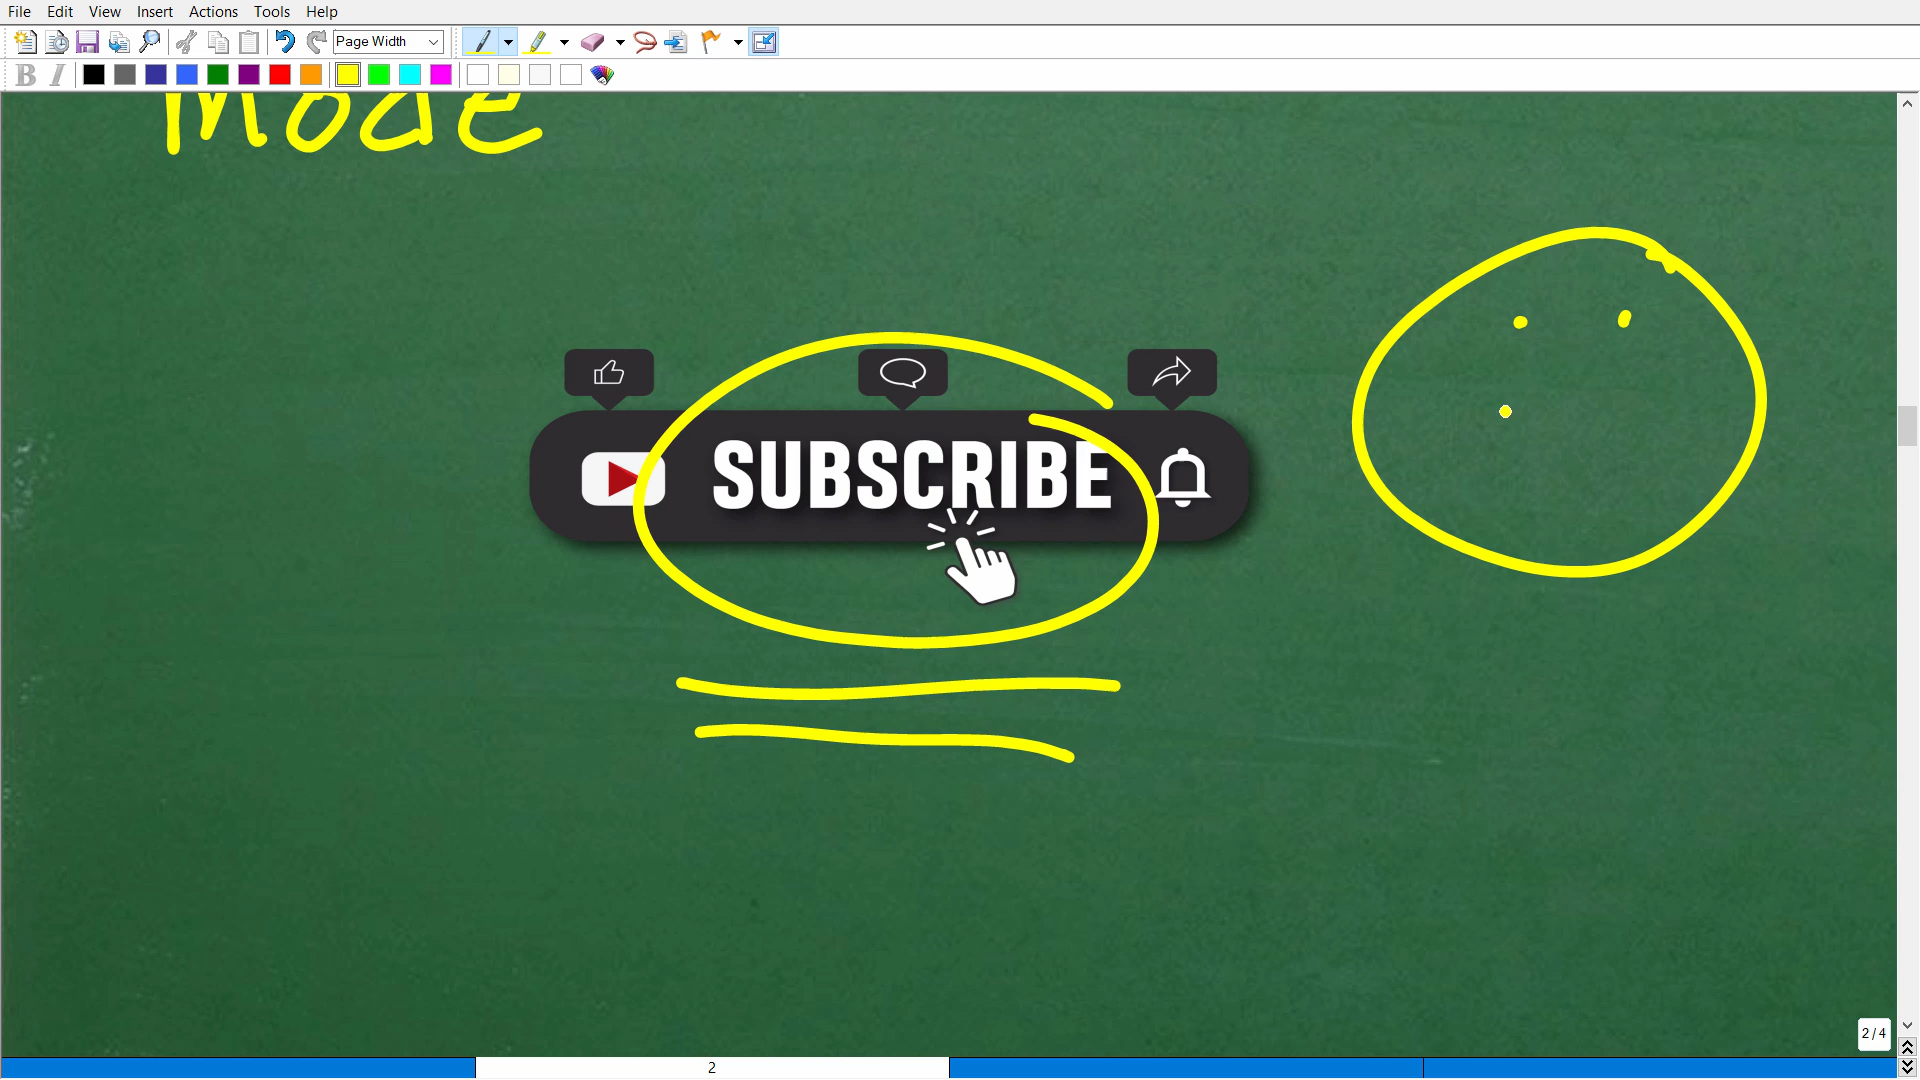 File Edit View Insert Actions Tools Help
Page Width
B I
Mode
SUBSCRIBE
2 / 4
2